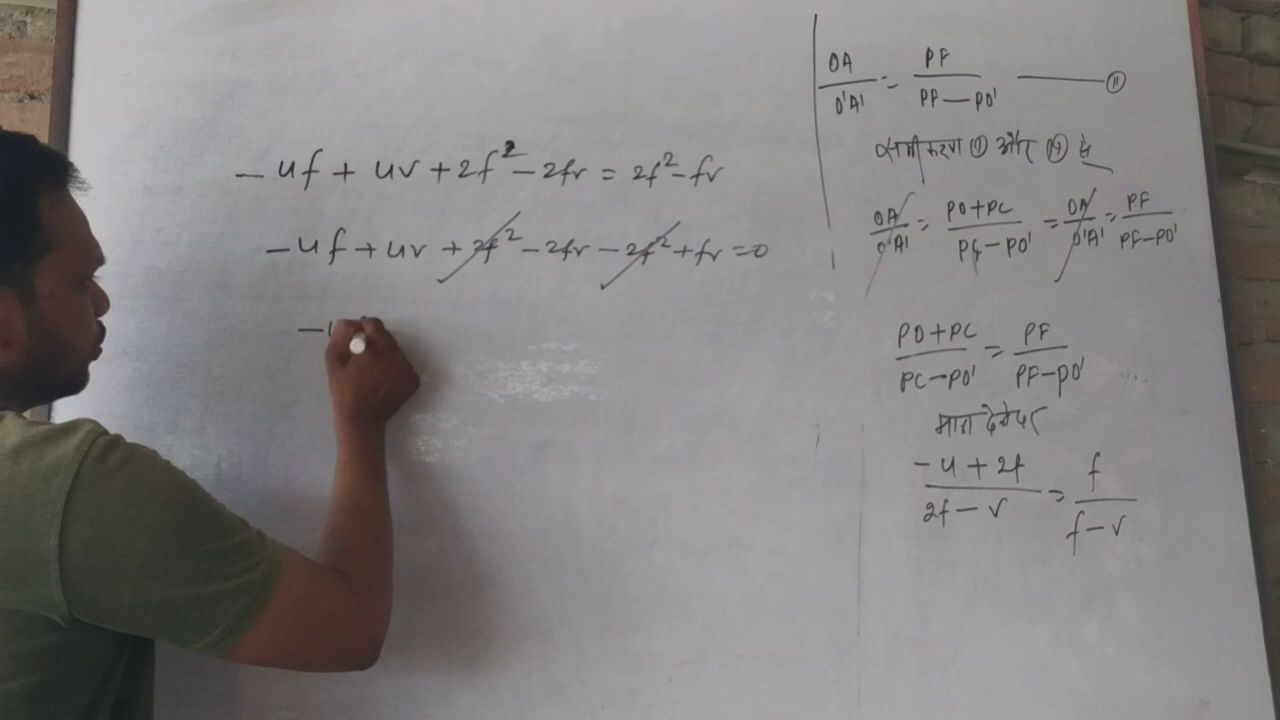 - uf + uv + 2f² - 2fv = 2f² - fv
- uf + uv + 2f² - 2fv - 2f² + fv = 0
-
OA / O'A' = PF / PF — PO' ——— (II)
समीकरण (I) और (II) से
OA / O'A' = PO + PC / PC - PO' = OA / O'A' = PF / PF - PO'
PO + PC / PC - PO' = PF / PF - PO'
मान देने पर
- u + 2f / 2f - v = f / f - v